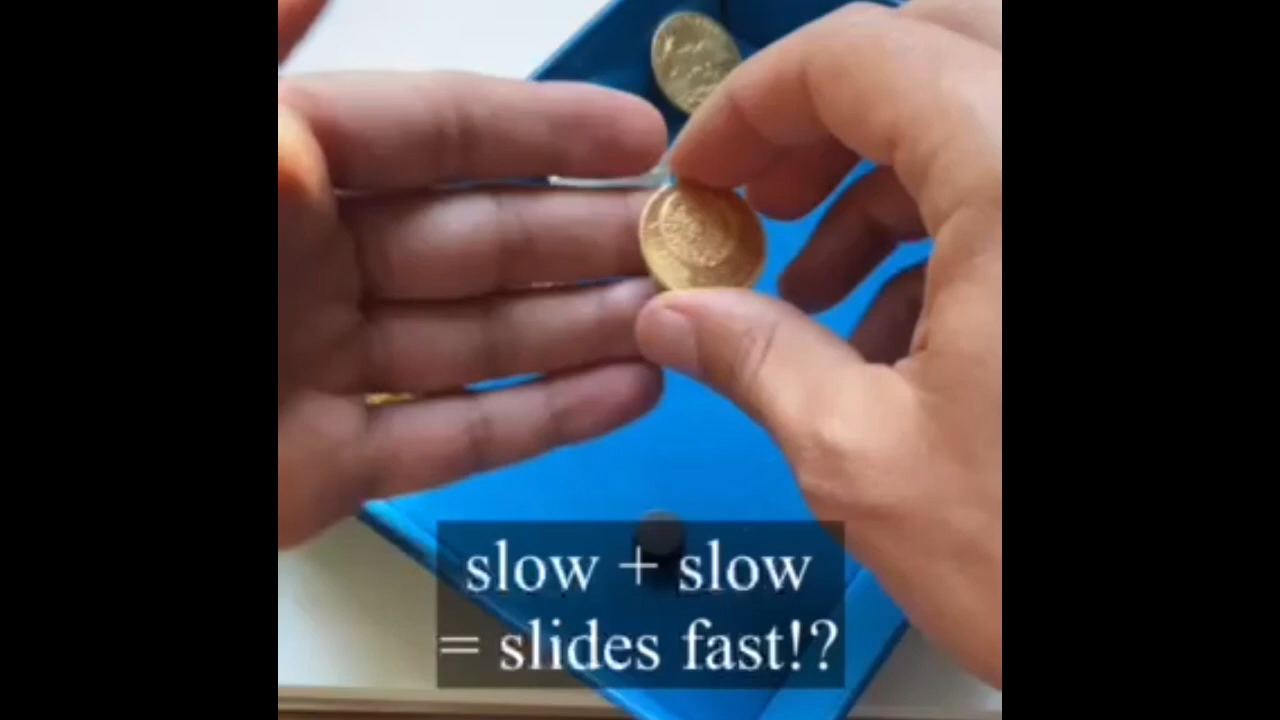 slow + slow
= slides fast!?